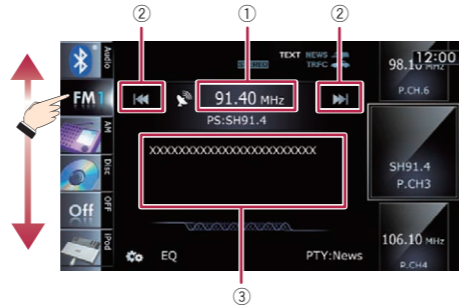 ② ① ②
Audio
TEXT NEWS
TRFC
12:00
98.10 MHz
P.CH.6
FM1
91.40 MHz
PS:SH91.4
AM
XXXXXXXXXXXXXXXXXXXXXXXX
Disc
SH91.4
P.CH3
Off
OFF
iPod
106.10 MHz
EQ
PTY:News
P.CH4
③